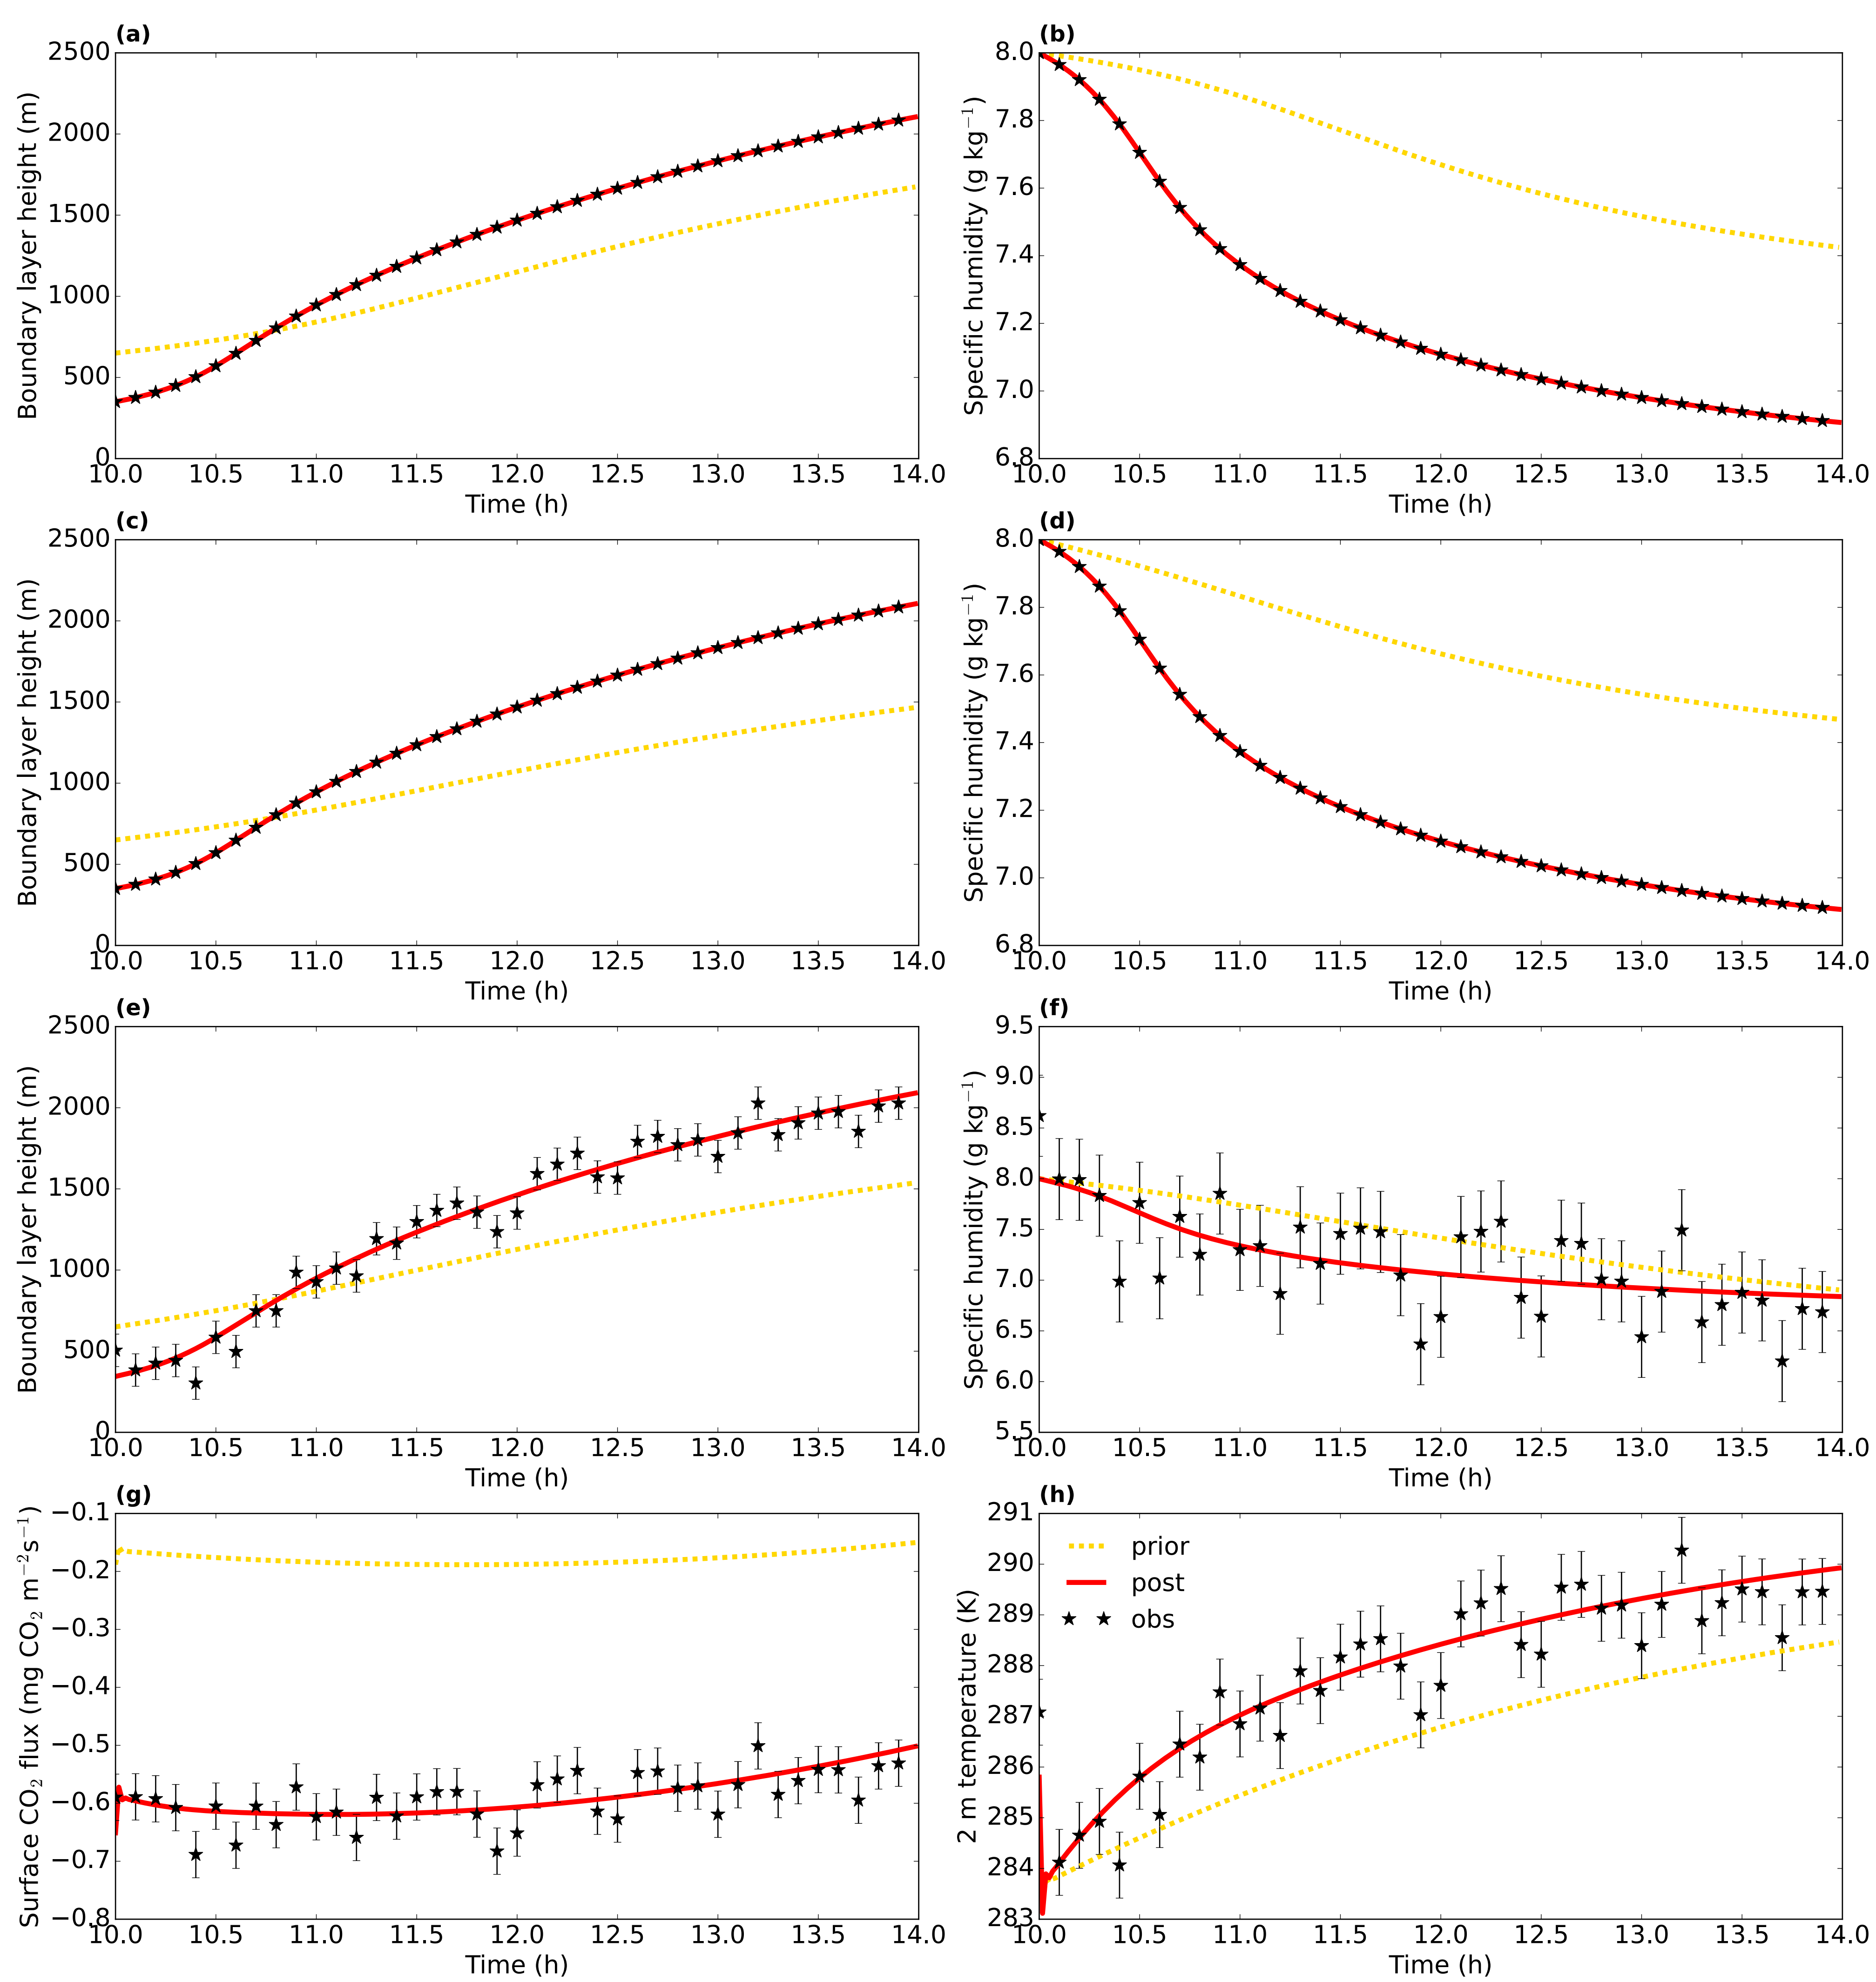 (a)
Boundary layer height (m)
2500
2000
1500
1000
500
0
10.0 10.5 11.0 11.5 12.0 12.5 13.0 13.5 14.0
Time (h)
(b)
Specific humidity (g kg⁻¹)
8.0
7.8
7.6
7.4
7.2
7.0
6.8
10.0 10.5 11.0 11.5 12.0 12.5 13.0 13.5 14.0
Time (h)
(c)
Boundary layer height (m)
2500
2000
1500
1000
500
0
10.0 10.5 11.0 11.5 12.0 12.5 13.0 13.5 14.0
Time (h)
(d)
Specific humidity (g kg⁻¹)
8.0
7.8
7.6
7.4
7.2
7.0
6.8
10.0 10.5 11.0 11.5 12.0 12.5 13.0 13.5 14.0
Time (h)
(e)
Boundary layer height (m)
2500
2000
1500
1000
500
0
10.0 10.5 11.0 11.5 12.0 12.5 13.0 13.5 14.0
Time (h)
(f)
Specific humidity (g kg⁻¹)
9.5
9.0
8.5
8.0
7.5
7.0
6.5
6.0
5.5
10.0 10.5 11.0 11.5 12.0 12.5 13.0 13.5 14.0
Time (h)
(g)
Surface CO₂ flux (mg CO₂ m⁻²s⁻¹)
−0.1
−0.2
−0.3
−0.4
−0.5
−0.6
−0.7
−0.8
10.0 10.5 11.0 11.5 12.0 12.5 13.0 13.5 14.0
Time (h)
(h)
2 m temperature (K)
291
290
289
288
287
286
285
284
283
prior
post
obs
10.0 10.5 11.0 11.5 12.0 12.5 13.0 13.5 14.0
Time (h)